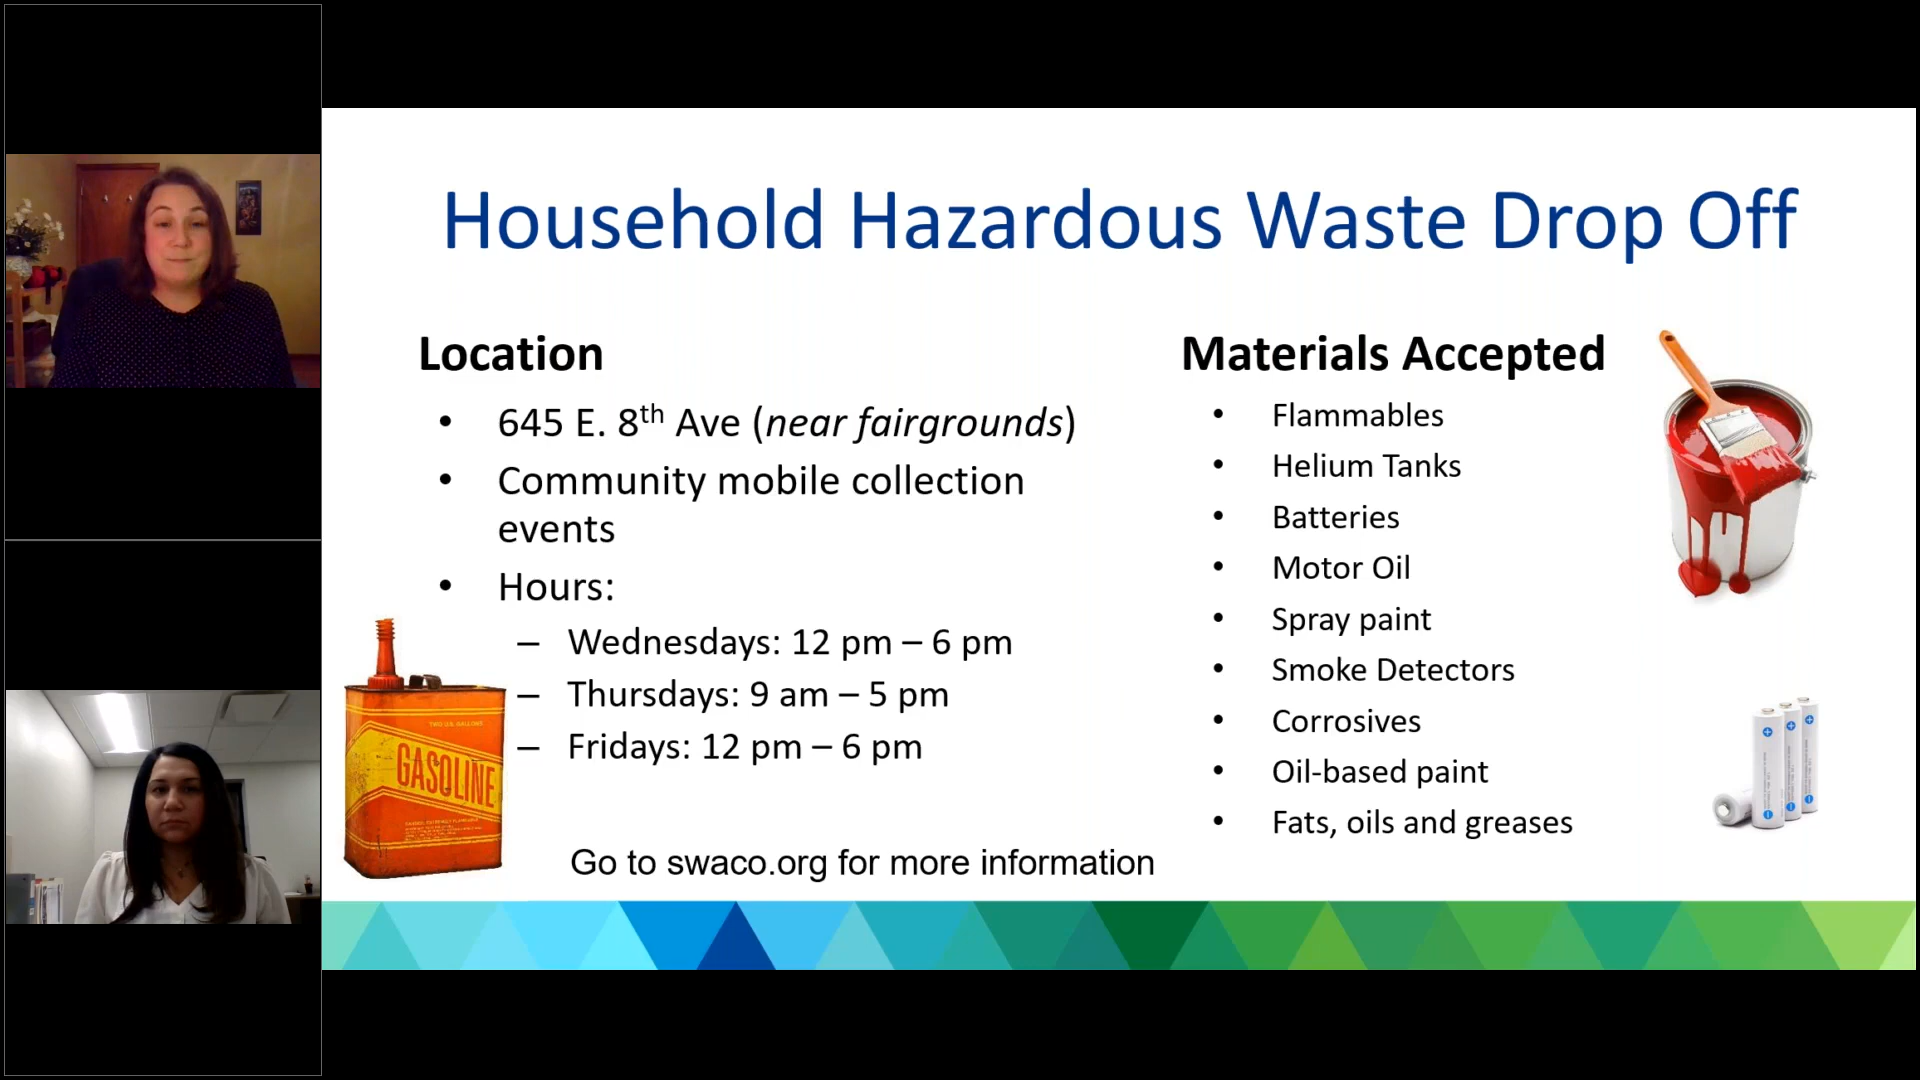 Household Hazardous Waste Drop Off
Location
• 645 E. 8th Ave (near fairgrounds)
• Community mobile collection
events
• Hours:
– Wednesdays: 12 pm – 6 pm
– Thursdays: 9 am – 5 pm
– Fridays: 12 pm – 6 pm
TWO U.S. GALLONS
GASOLINE
Go to swaco.org for more information
Materials Accepted
• Flammables
• Helium Tanks
• Batteries
• Motor Oil
• Spray paint
• Smoke Detectors
• Corrosives
• Oil-based paint
• Fats, oils and greases